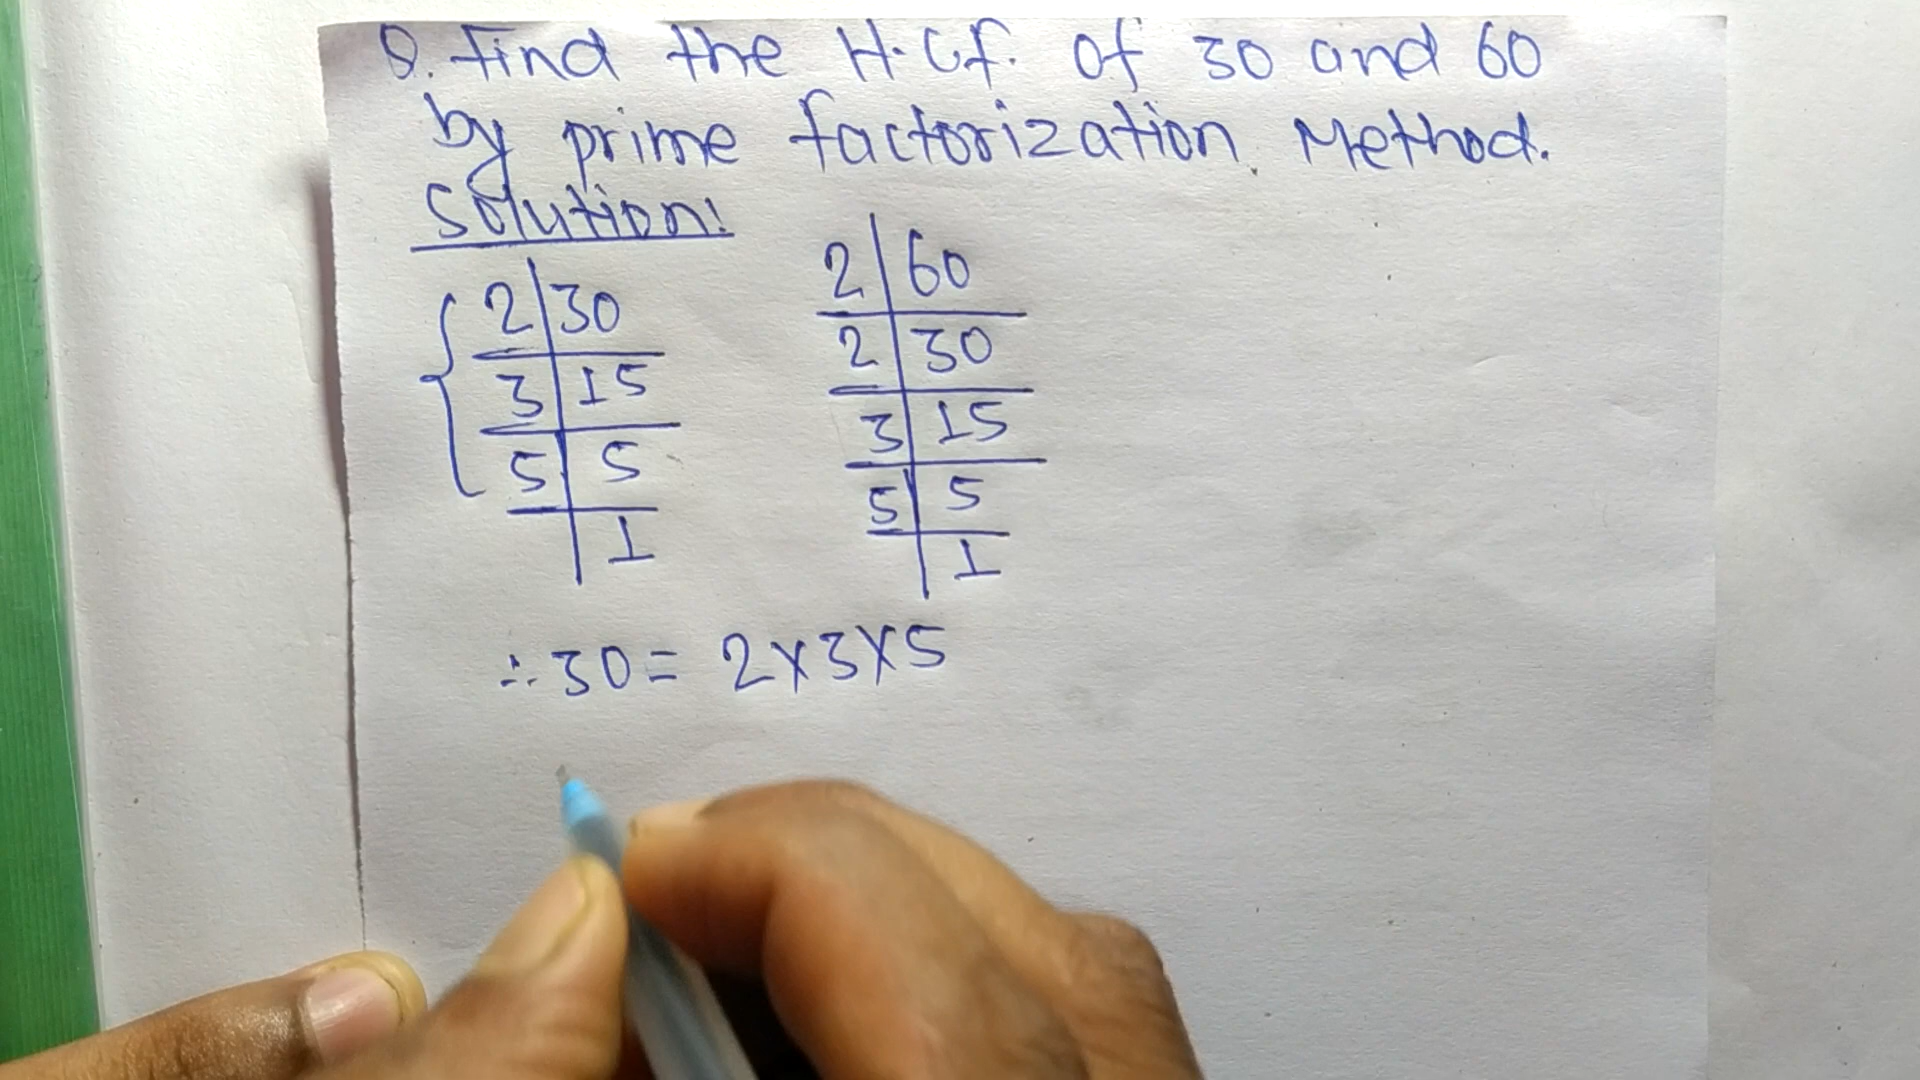 Q. Find the H.C.f. of 30 and 60
by prime factorization Method.
Solution:
2 30
3 15
5 5
1
2 60
2 30
3 15
5 5
1
∴ 30 = 2×3×5